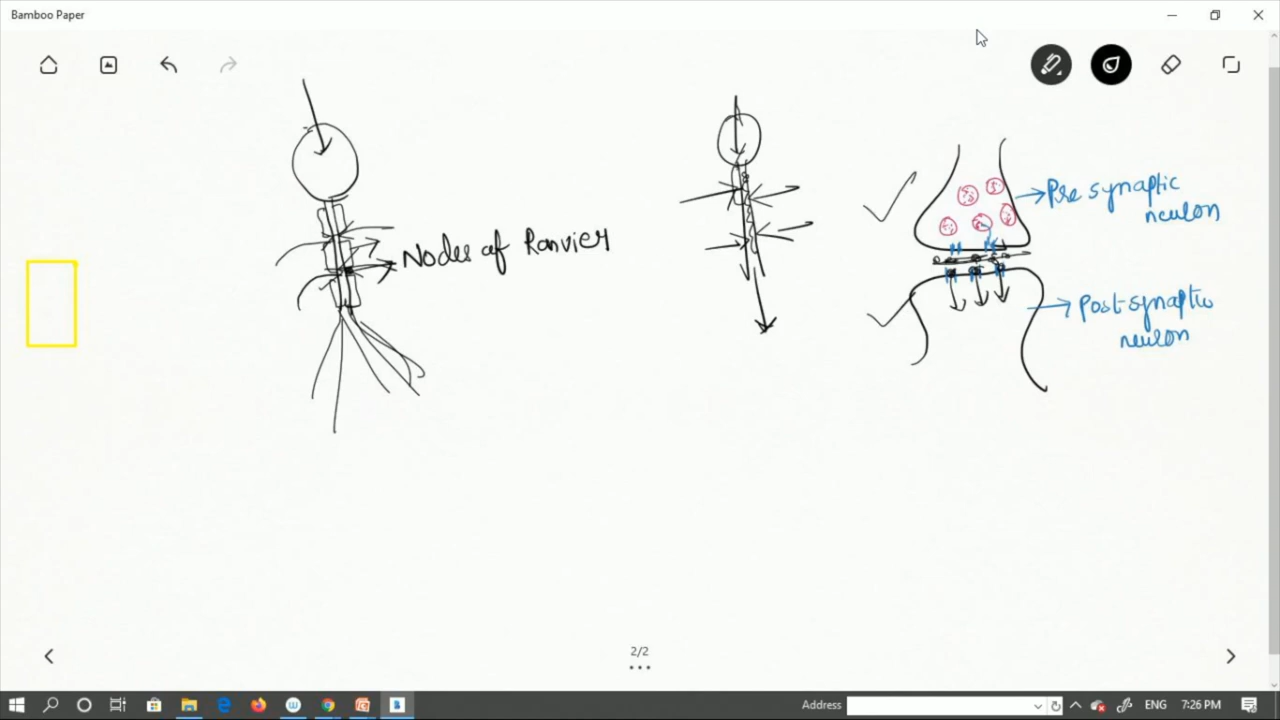 Bamboo Paper
Nodes of Ranvier
Pre synaptic
neuron
Post synaptic
neuron
2/2
Address
ENG
7:26 PM